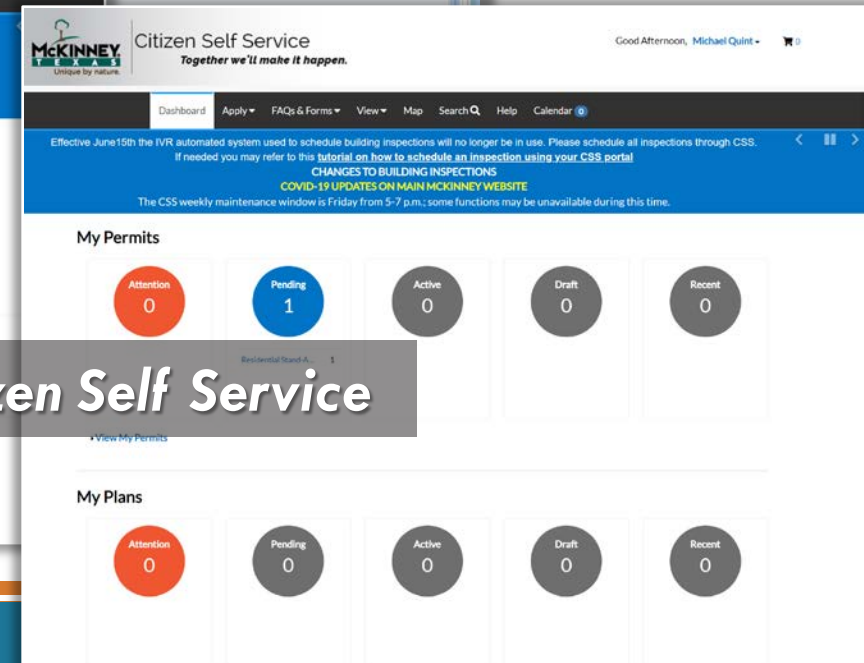 McKINNEY
TEXAS
Unique by nature.
Citizen Self Service
Together we'll make it happen.
Good Afternoon, Michael Quint
0
Dashboard Apply FAQs & Forms View Map Search Help Calendar 0
Effective June15th the IVR automated system used to schedule building inspections will no longer be in use. Please schedule all inspections through CSS.
If needed you may refer to this tutorial on how to schedule an inspection using your CSS portal
CHANGES TO BUILDING INSPECTIONS
COVID-19 UPDATES ON MAIN MCKINNEY WEBSITE
The CSS weekly maintenance window is Friday from 5-7 p.m.; some functions may be unavailable during this time.
My Permits
Attention Pending Active Draft Recent
0 1 0 0 0
Residential Stand-A... 1
zen Self Service
View My Permits
My Plans
Attention Pending Active Draft Recent
0 0 0 0 0